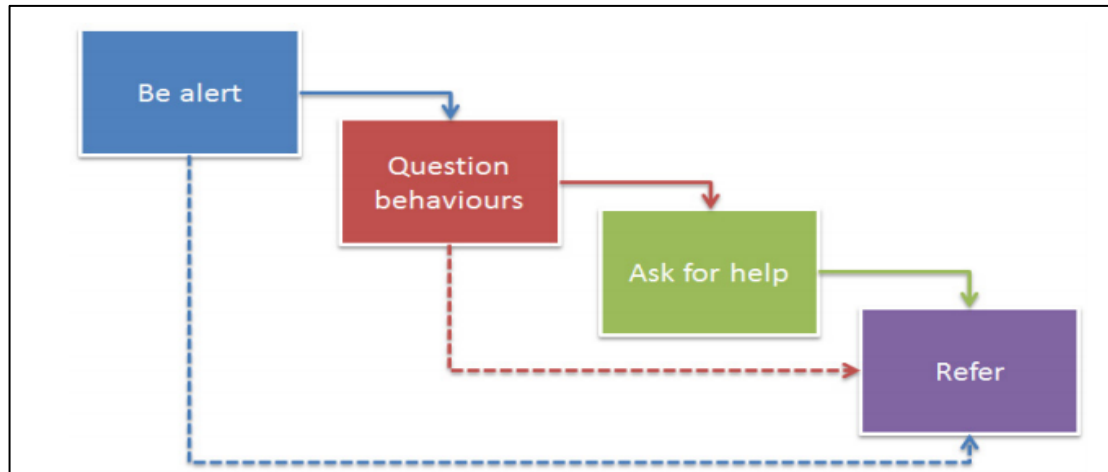 Be alert
Question
behaviours
Ask for help
Refer